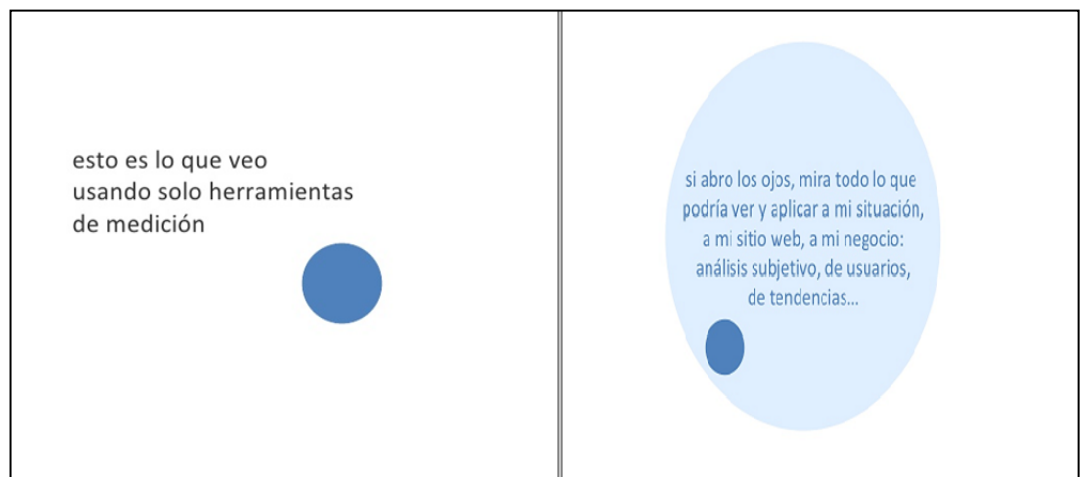 esto es lo que veo
usando solo herramientas
de medición
si abro los ojos, mira todo lo que
podría ver y aplicar a mi situación,
a mi sitio web, a mi negocio:
análisis subjetivo, de usuarios,
de tendencias...